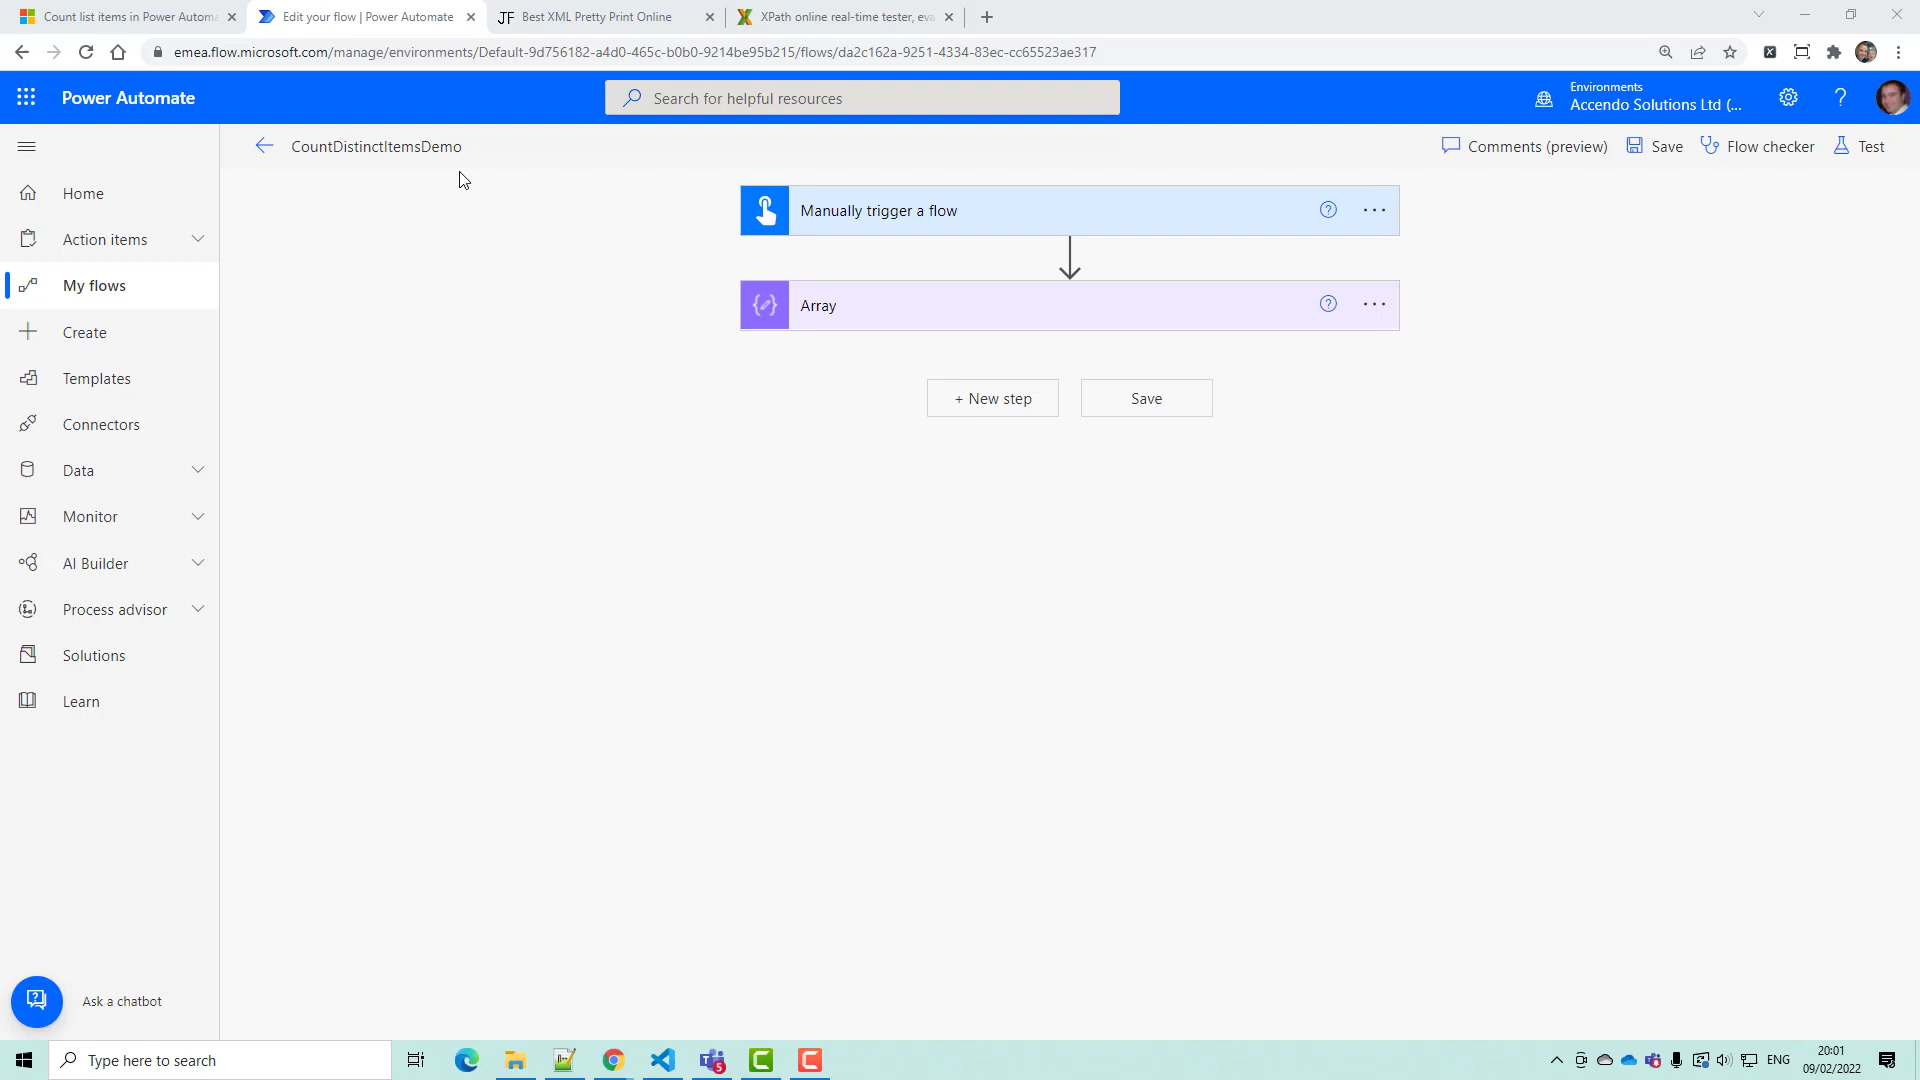 Count list items in Power Automa
Edit your flow | Power Automate
JF Best XML Pretty Print Online
XPath online real-time tester, eva
emea.flow.microsoft.com/manage/environments/Default-9d756182-a4d0-465c-b0b0-9214be95b215/flows/da2c162a-9251-4334-83ec-cc65523ae317
Power Automate
Search for helpful resources
Environments
Accendo Solutions Ltd (...
CountDistinctItemsDemo
Comments (preview)
Save
Flow checker
Test
Home
Action items
My flows
Create
Templates
Connectors
Data
Monitor
AI Builder
Process advisor
Solutions
Learn
Manually trigger a flow
Array
+ New step
Save
Ask a chatbot
Type here to search
5
ENG
20:01
09/02/2022